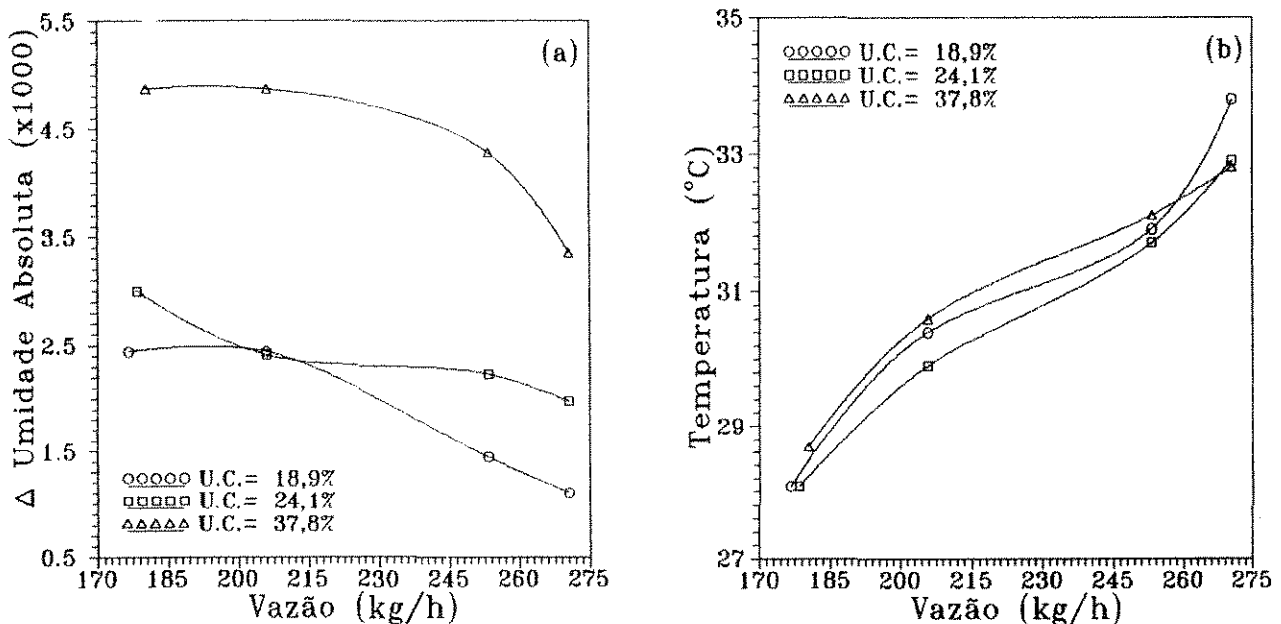 5.5
4.5
3.5
2.5
1.5
0.5
Δ Umidade Absoluta (x1000)
(a)
U.C.= 18,9%
U.C.= 24,1%
U.C.= 37,8%
170 185 200 215 230 245 260 275
Vazão (kg/h)
35
33
31
29
27
Temperatura (°C)
(b)
U.C.= 18,9%
U.C.= 24,1%
U.C.= 37,8%
170 185 200 215 230 245 260 275
Vazão (kg/h)